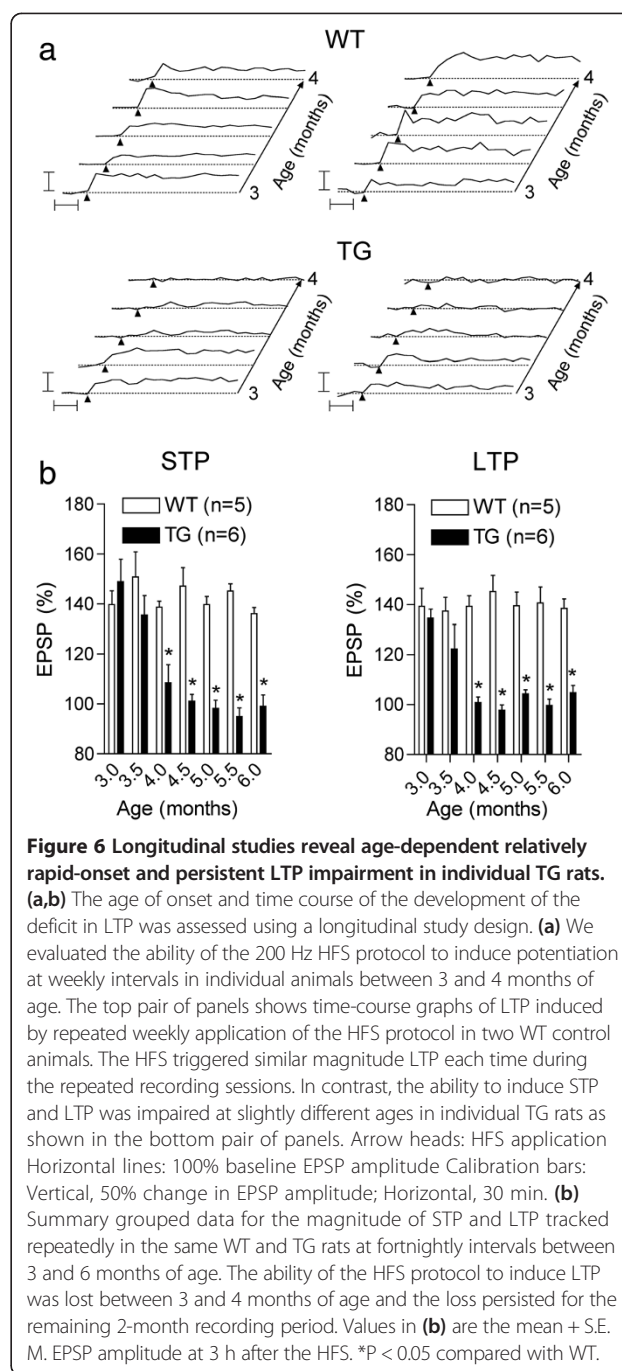 a
WT
4
Age (months)
3
4
Age (months)
3
TG
4
Age (months)
3
4
Age (months)
3
b
STP
LTP
WT (n=5)
TG (n=6)
EPSP (%)
180
160
140
120
100
80
* * * * *
3.0 3.5 4.0 4.5 5.0 5.5 6.0
Age (months)
WT (n=5)
TG (n=6)
EPSP (%)
180
160
140
120
100
80
* * * * *
3.0 3.5 4.0 4.5 5.0 5.5 6.0
Age (months)
Figure 6 Longitudinal studies reveal age-dependent relatively
rapid-onset and persistent LTP impairment in individual TG rats.
(a,b) The age of onset and time course of the development of the
deficit in LTP was assessed using a longitudinal study design. (a) We
evaluated the ability of the 200 Hz HFS protocol to induce potentiation
at weekly intervals in individual animals between 3 and 4 months of
age. The top pair of panels shows time-course graphs of LTP induced
by repeated weekly application of the HFS protocol in two WT control
animals. The HFS triggered similar magnitude LTP each time during
the repeated recording sessions. In contrast, the ability to induce STP
and LTP was impaired at slightly different ages in individual TG rats as
shown in the bottom pair of panels. Arrow heads: HFS application
Horizontal lines: 100% baseline EPSP amplitude Calibration bars:
Vertical, 50% change in EPSP amplitude; Horizontal, 30 min. (b)
Summary grouped data for the magnitude of STP and LTP tracked
repeatedly in the same WT and TG rats at fortnightly intervals between
3 and 6 months of age. The ability of the HFS protocol to induce LTP
was lost between 3 and 4 months of age and the loss persisted for the
remaining 2-month recording period. Values in (b) are the mean + S.E.
M. EPSP amplitude at 3 h after the HFS. *P < 0.05 compared with WT.